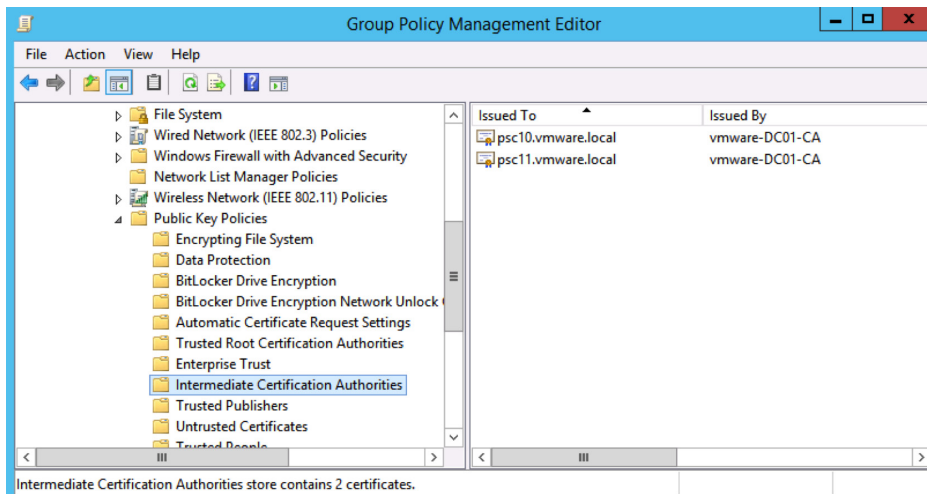 Group Policy Management Editor
File Action View Help
File System
Wired Network (IEEE 802.3) Policies
Windows Firewall with Advanced Security
Network List Manager Policies
Wireless Network (IEEE 802.11) Policies
Public Key Policies
Encrypting File System
Data Protection
BitLocker Drive Encryption
BitLocker Drive Encryption Network Unlock
Automatic Certificate Request Settings
Trusted Root Certification Authorities
Enterprise Trust
Intermediate Certification Authorities
Trusted Publishers
Untrusted Certificates
Trusted People
Issued To Issued By
psc10.vmware.local vmware-DC01-CA
psc11.vmware.local vmware-DC01-CA
Intermediate Certification Authorities store contains 2 certificates.